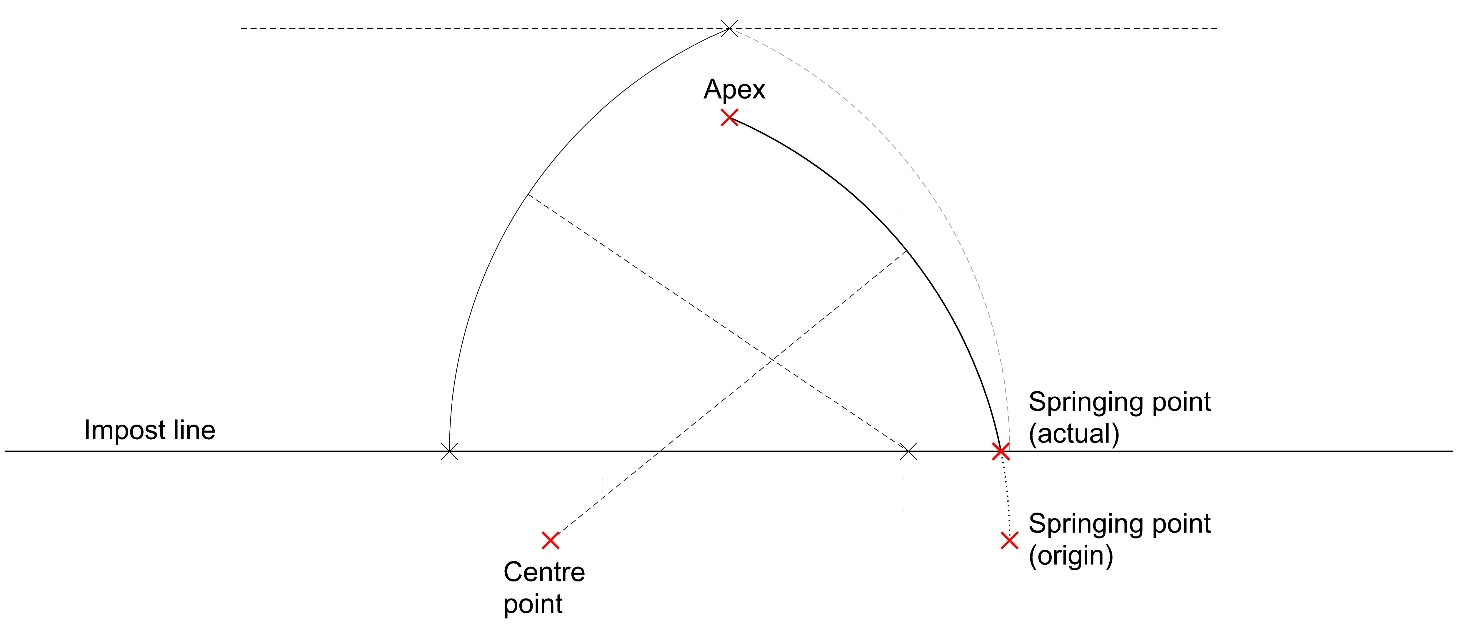 Apex
Impost line
Springing point
(actual)
Springing point
(origin)
Centre
point